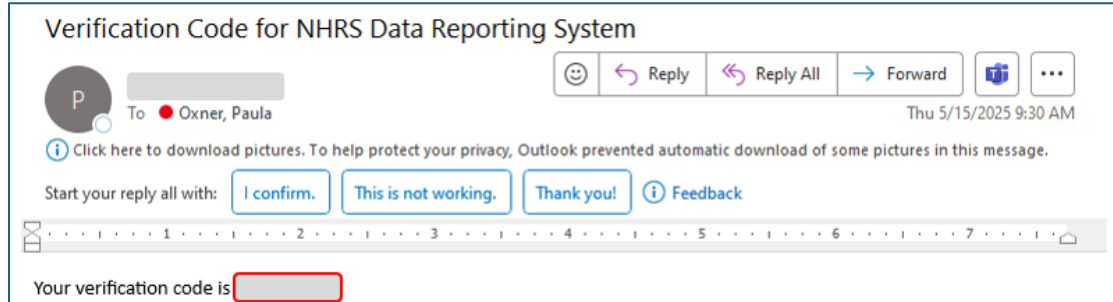 Verification Code for NHRS Data Reporting System
Reply Reply All Forward
P
To Oxner, Paula
Thu 5/15/2025 9:30 AM
Click here to download pictures. To help protect your privacy, Outlook prevented automatic download of some pictures in this message.
Start your reply all with: I confirm. This is not working. Thank you! Feedback
1 2 3 4 5 6 7
Your verification code is